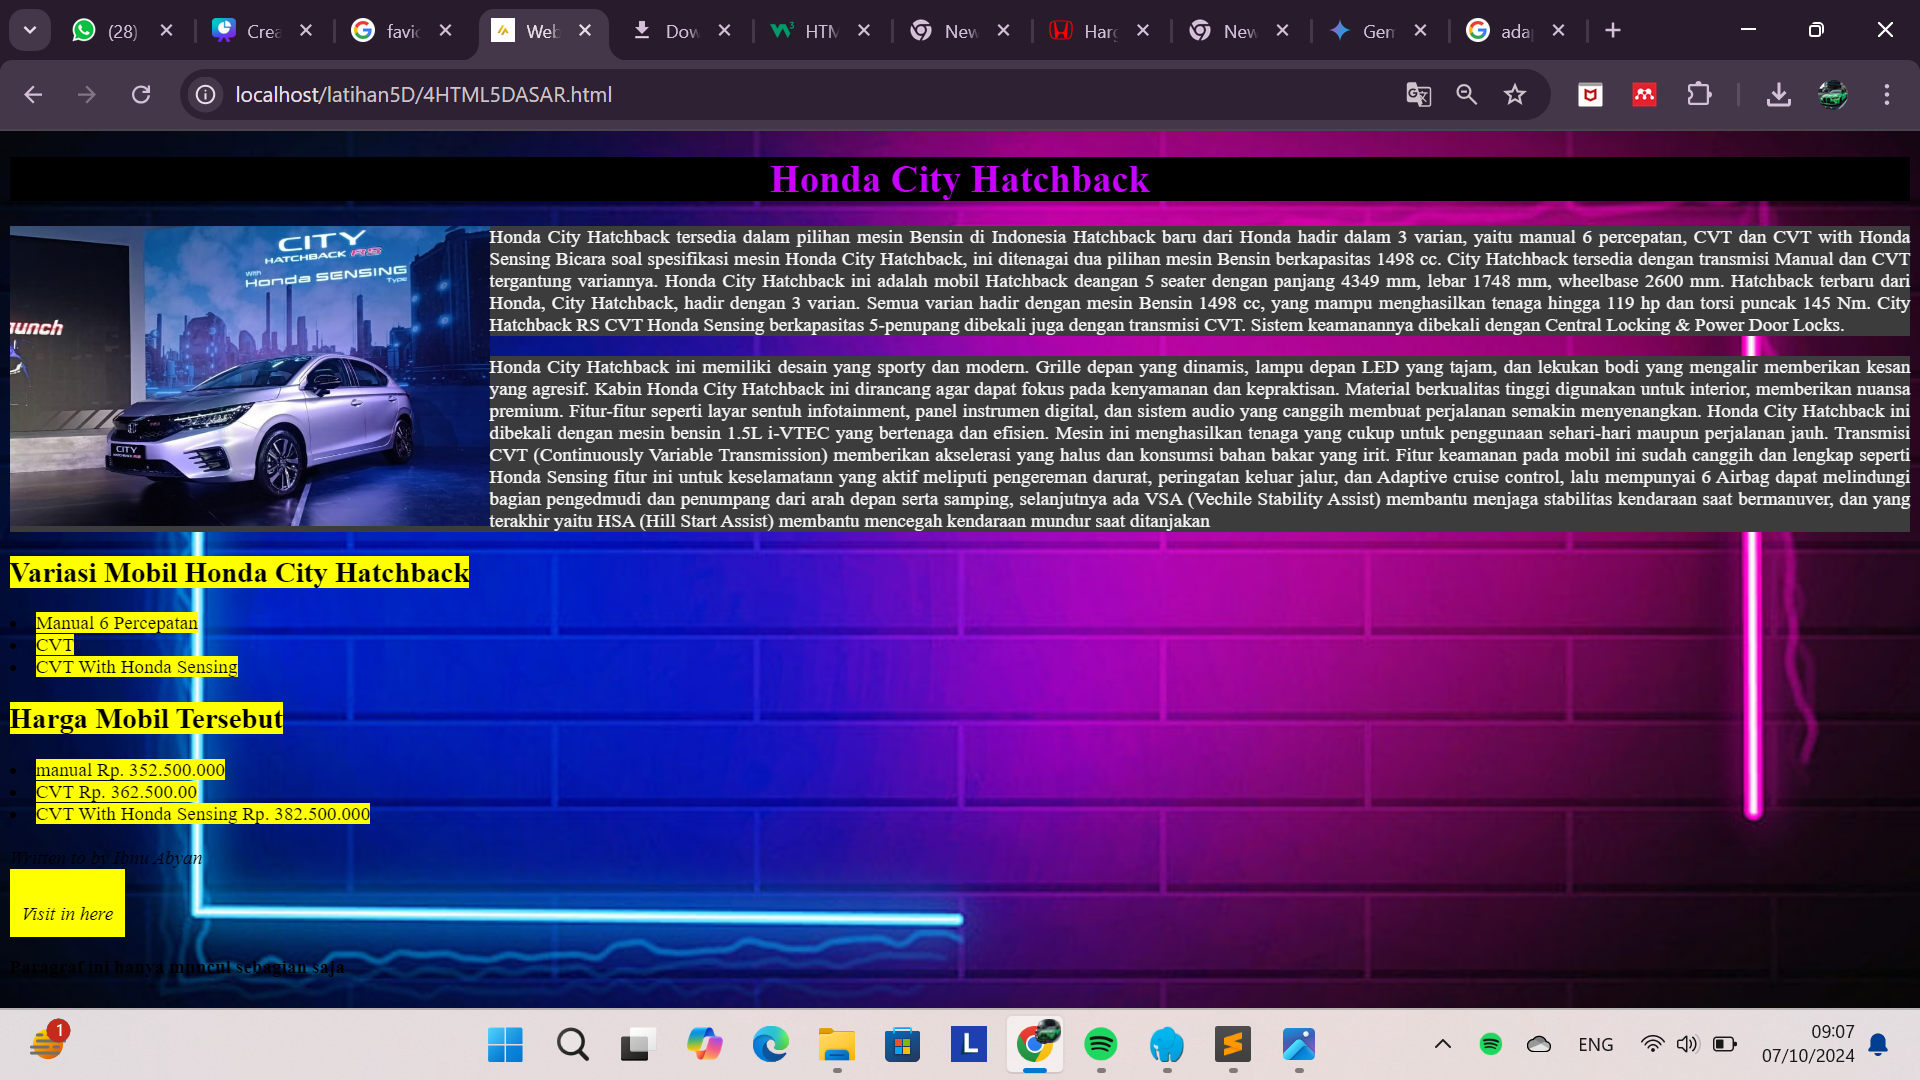 (28)
Crea
favic
Web
Dow
HTM
New
Harg
New
Gem
adap
localhost/latihan5D/4HTML5DASAR.html
Honda City Hatchback
CITY
HATCHBACK RS
With
Honda SENSING
Type
aunch
CITY
Honda City Hatchback tersedia dalam pilihan mesin Bensin di Indonesia Hatchback baru dari Honda hadir dalam 3 varian, yaitu manual 6 percepatan, CVT dan CVT with Honda
Sensing Bicara soal spesifikasi mesin Honda City Hatchback, ini ditenagai dua pilihan mesin Bensin berkapasitas 1498 cc. City Hatchback tersedia dengan transmisi Manual dan CVT
tergantung variannya. Honda City Hatchback ini adalah mobil Hatchback deangan 5 seater dengan panjang 4349 mm, lebar 1748 mm, wheelbase 2600 mm. Hatchback terbaru dari
Honda, City Hatchback, hadir dengan 3 varian. Semua varian hadir dengan mesin Bensin 1498 cc, yang mampu menghasilkan tenaga hingga 119 hp dan torsi puncak 145 Nm. City
Hatchback RS CVT Honda Sensing berkapasitas 5-penupang dibekali juga dengan transmisi CVT. Sistem keamanannya dibekali dengan Central Locking & Power Door Locks.
Honda City Hatchback ini memiliki desain yang sporty dan modern. Grille depan yang dinamis, lampu depan LED yang tajam, dan lekukan bodi yang mengalir memberikan kesan
yang agresif. Kabin Honda City Hatchback ini dirancang agar dapat fokus pada kenyamanan dan kepraktisan. Material berkualitas tinggi digunakan untuk interior, memberikan nuansa
premium. Fitur-fitur seperti layar sentuh infotainment, panel instrumen digital, dan sistem audio yang canggih membuat perjalanan semakin menyenangkan. Honda City Hatchback ini
dibekali dengan mesin bensin 1.5L i-VTEC yang bertenaga dan efisien. Mesin ini menghasilkan tenaga yang cukup untuk penggunaan sehari-hari maupun perjalanan jauh. Transmisi
CVT (Continuously Variable Transmission) memberikan akselerasi yang halus dan konsumsi bahan bakar yang irit. Fitur keamanan pada mobil ini sudah canggih dan lengkap seperti
Honda Sensing fitur ini untuk keselamatann yang aktif meliputi pengereman darurat, peringatan keluar jalur, dan Adaptive cruise control, lalu mempunyai 6 Airbag dapat melindungi
bagian pengedmudi dan penumpang dari arah depan serta samping, selanjutnya ada VSA (Vechile Stability Assist) membantu menjaga stabilitas kendaraan saat bermanuver, dan yang
terakhir yaitu HSA (Hill Start Assist) membantu mencegah kendaraan mundur saat ditanjakan
Variasi Mobil Honda City Hatchback
Manual 6 Percepatan
CVT
CVT With Honda Sensing
Harga Mobil Tersebut
manual Rp. 352.500.000
CVT Rp. 362.500.00
CVT With Honda Sensing Rp. 382.500.000
Written to by Ibnu Abyan
Visit in here
Paragraf ini hanya muncul sebagian saja
1
L
ENG
09:07
07/10/2024